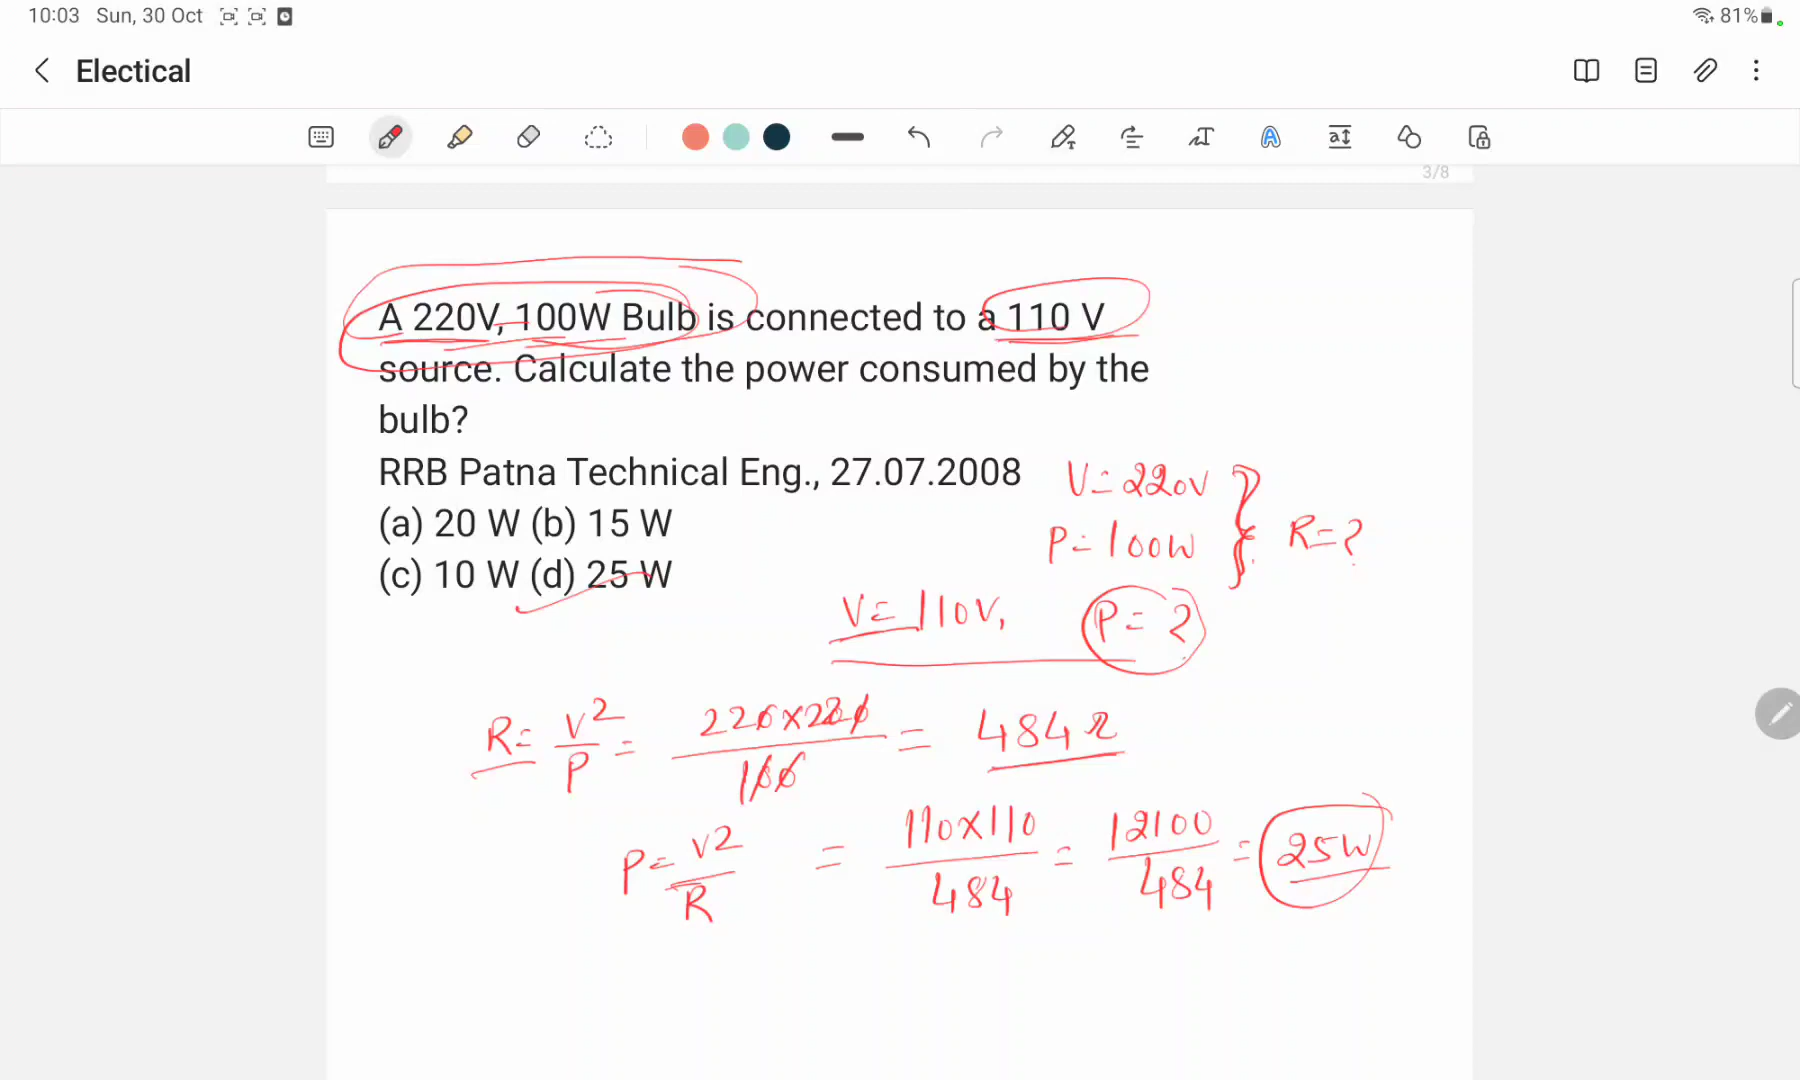 10:03 Sun, 30 Oct
81%
Electical
3/8
A 220V, 100W Bulb is connected to a 110 V
source. Calculate the power consumed by the
bulb?
RRB Patna Technical Eng., 27.07.2008
(a) 20 W (b) 15 W
(c) 10 W (d) 25 W
V=220V
P=100W
R=?
V=110V,
P=?
R= V²/P = 220×220/100 = 484Ω
P= V²/R = 110×110/484 = 12100/484 = 25W